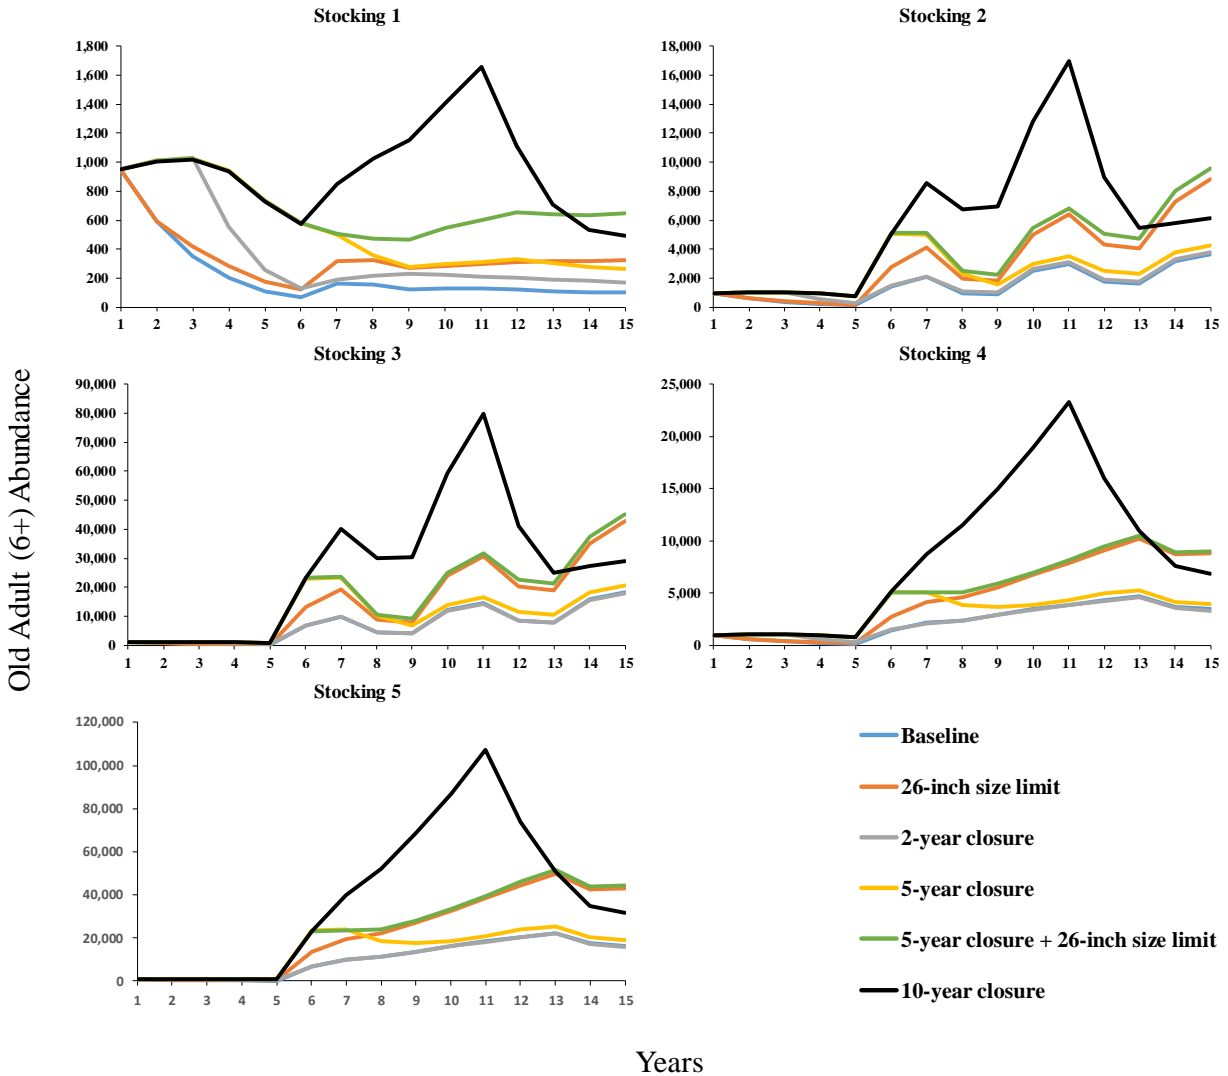 Stocking 1
1,800
1,600
1,400
1,200
1,000
800
600
400
200
0
1 2 3 4 5 6 7 8 9 10 11 12 13 14 15
Stocking 2
18,000
16,000
14,000
12,000
10,000
8,000
6,000
4,000
2,000
0
1 2 3 4 5 6 7 8 9 10 11 12 13 14 15
Old Adult (6+) Abundance
Stocking 3
90,000
80,000
70,000
60,000
50,000
40,000
30,000
20,000
10,000
0
1 2 3 4 5 6 7 8 9 10 11 12 13 14 15
Stocking 4
25,000
20,000
15,000
10,000
5,000
0
1 2 3 4 5 6 7 8 9 10 11 12 13 14 15
Stocking 5
120,000
100,000
80,000
60,000
40,000
20,000
0
1 2 3 4 5 6 7 8 9 10 11 12 13 14 15
Baseline
26-inch size limit
2-year closure
5-year closure
5-year closure + 26-inch size limit
10-year closure
Years